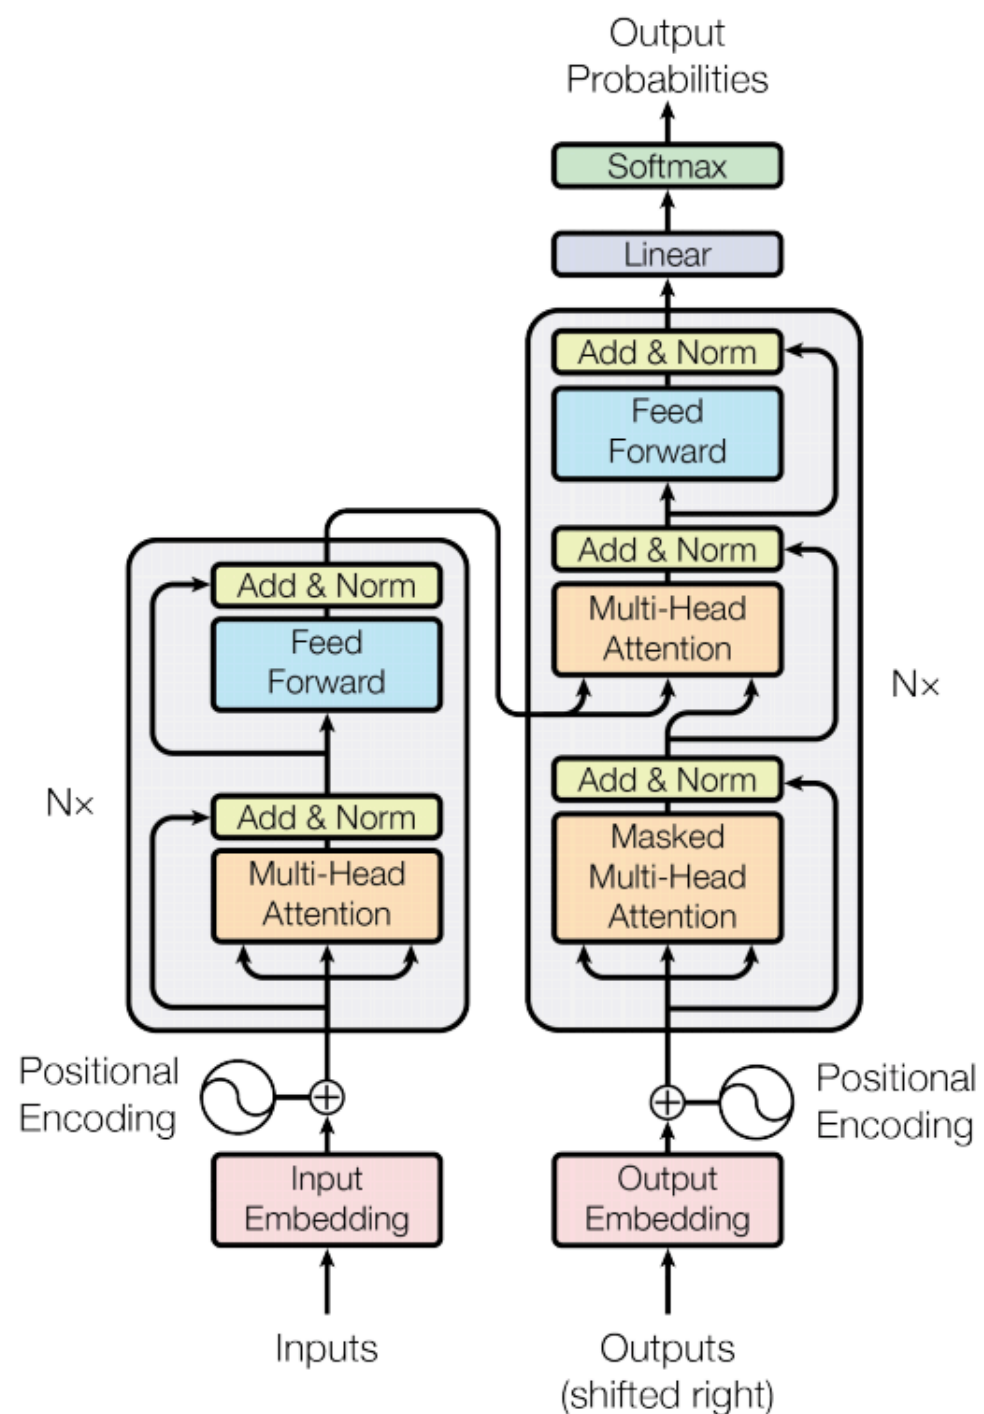 Output
Probabilities
Softmax
Linear
Add & Norm
Feed
Forward
Add & Norm
Multi-Head
Attention
Add & Norm
Masked
Multi-Head
Attention
N×
Add & Norm
Feed
Forward
Add & Norm
Multi-Head
Attention
N×
Positional
Encoding
Positional
Encoding
Input
Embedding
Output
Embedding
Inputs
Outputs
(shifted right)